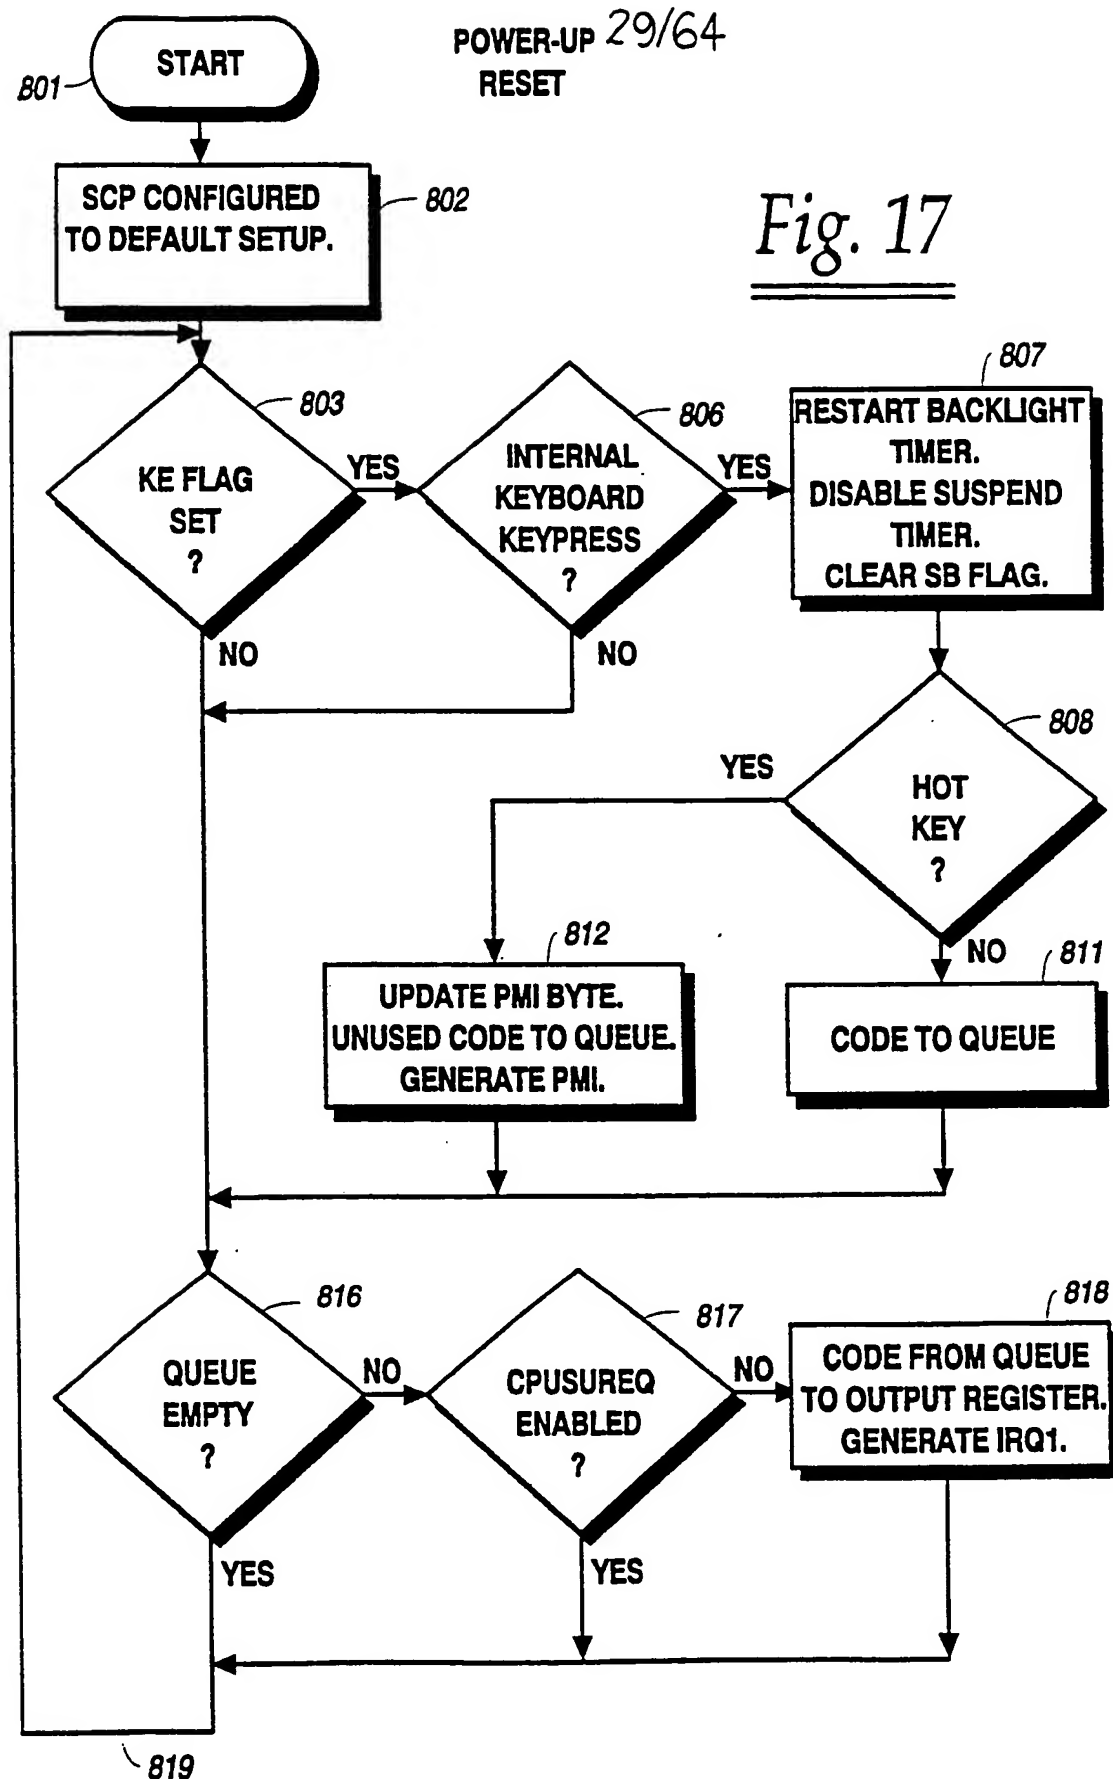 POWER-UP 29/64
RESET
START
801
SCP CONFIGURED
TO DEFAULT SETUP.
802
Fig. 17
KE FLAG
SET
?
803
YES
NO
INTERNAL
KEYBOARD
KEYPRESS
?
806
YES
NO
807
RESTART BACKLIGHT
TIMER.
DISABLE SUSPEND
TIMER.
CLEAR SB FLAG.
808
HOT
KEY
?
YES
NO
812
UPDATE PMI BYTE.
UNUSED CODE TO QUEUE.
GENERATE PMI.
811
CODE TO QUEUE
816
QUEUE
EMPTY
?
NO
YES
817
CPUSUREQ
ENABLED
?
NO
YES
818
CODE FROM QUEUE
TO OUTPUT REGISTER.
GENERATE IRQ1.
819